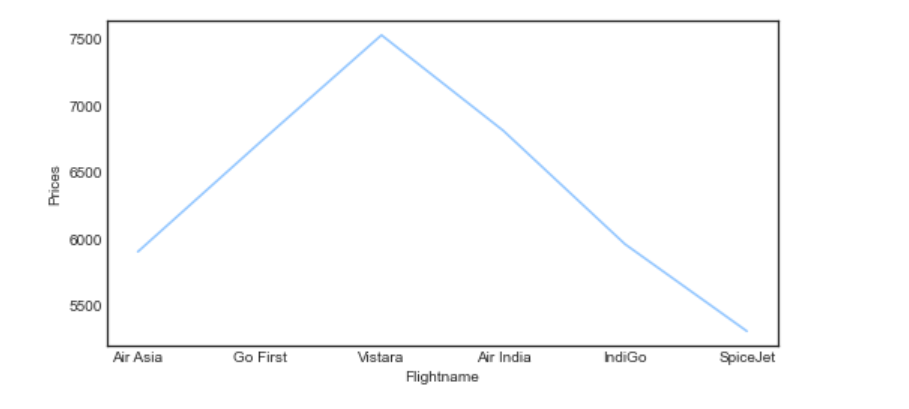 7500
7000
6500
6000
5500
Prices
Air Asia Go First Vistara Air India IndiGo SpiceJet
Flightname